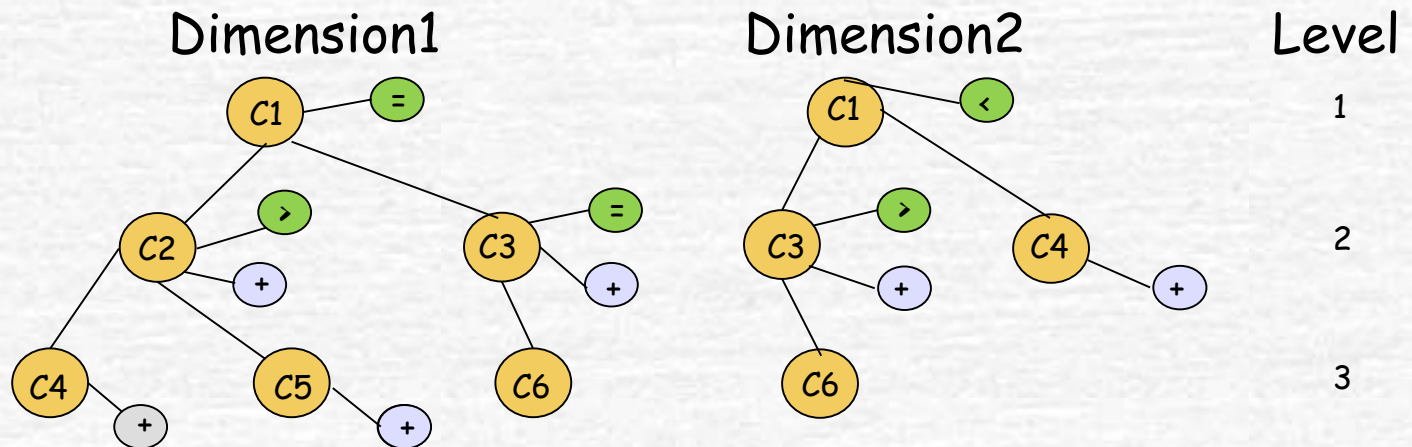 Dimension1 Dimension2 Level
C1 = C1 < 1
> = >
C2 C3 C3 C4 2
+ + + +
C4 C5 C6 C6 3
+ +